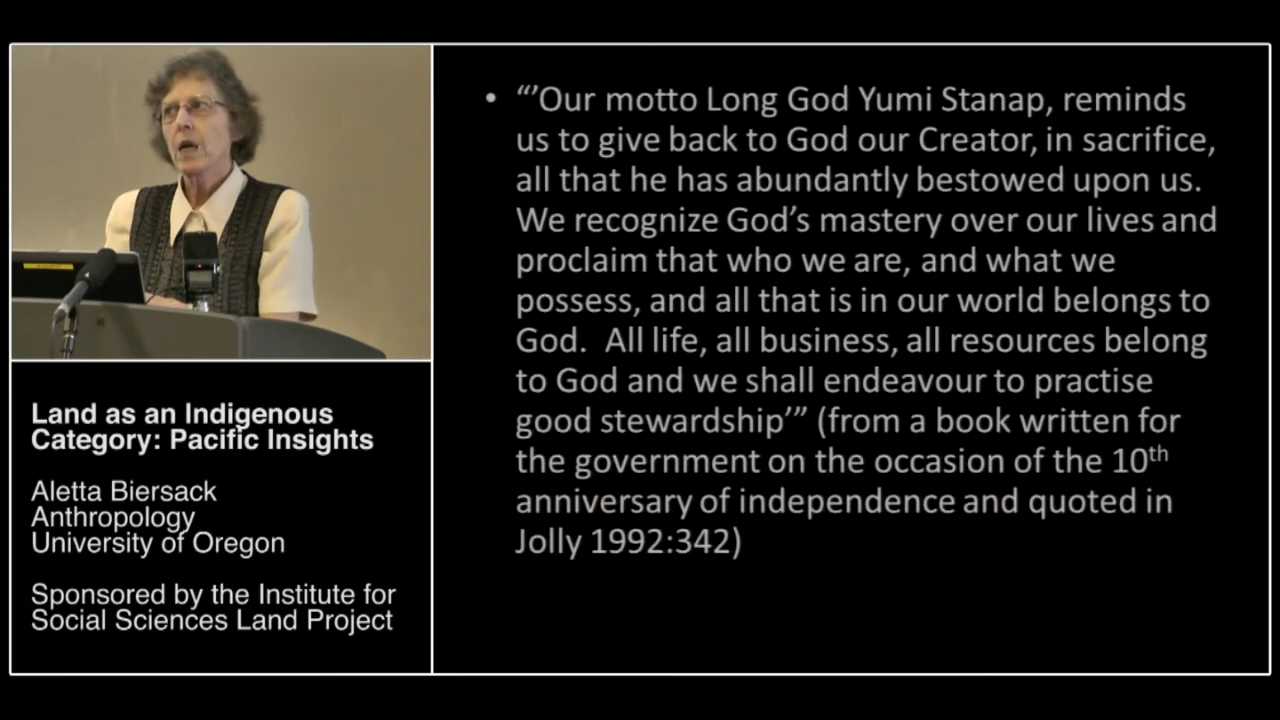 Land as an Indigenous
Category: Pacific Insights
Aletta Biersack
Anthropology
University of Oregon
Sponsored by the Institute for
Social Sciences Land Project
• “’Our motto Long God Yumi Stanap, reminds
us to give back to God our Creator, in sacrifice,
all that he has abundantly bestowed upon us.
We recognize God’s mastery over our lives and
proclaim that who we are, and what we
possess, and all that is in our world belongs to
God.  All life, all business, all resources belong
to God and we shall endeavour to practise
good stewardship’” (from a book written for
the government on the occasion of the 10th
anniversary of independence and quoted in
Jolly 1992:342)